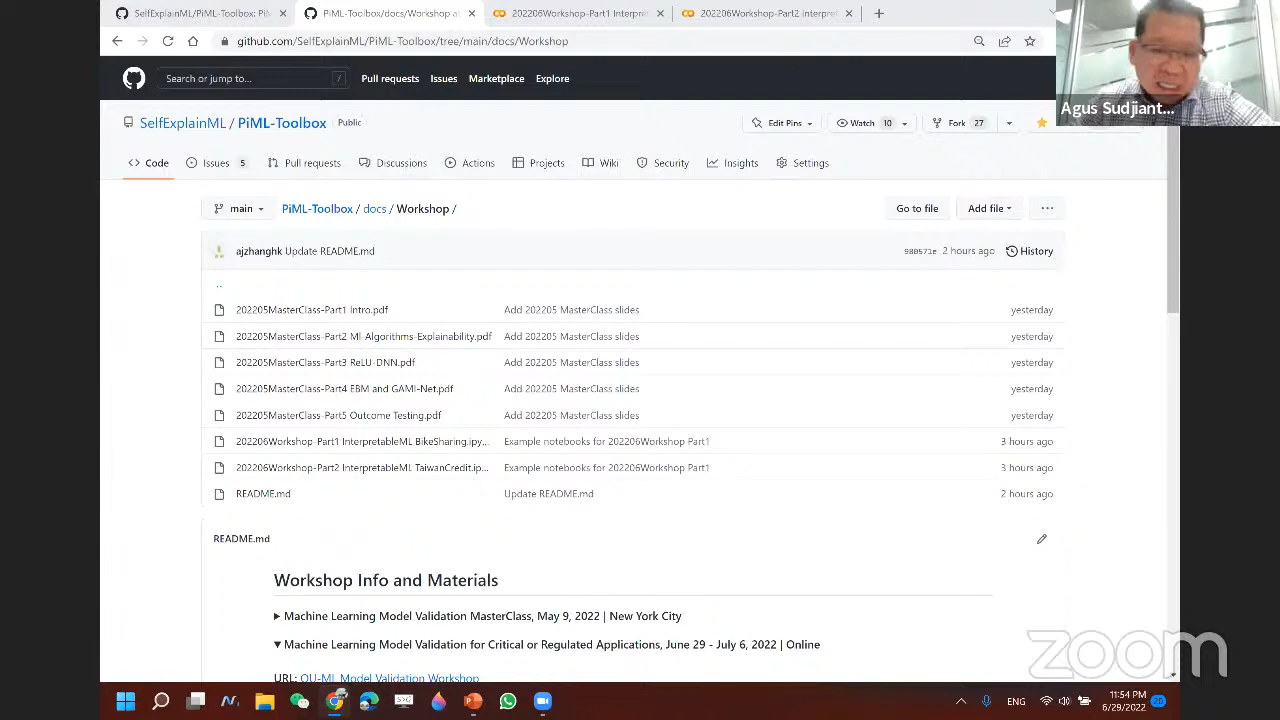 SelfExplainML/PiML-Toolbox: PiM
PiML-Toolbox/docs/Workshop at
202206Workshop-Part1 Interpret
202206Workshop-Part2 Interpret
github.com/SelfExplainML/PiML-Toolbox/tree/main/docs/Workshop
Search or jump to... /
Pull requests Issues Marketplace Explore
Agus Sudjiant...
SelfExplainML / PiML-Toolbox Public
Edit Pins Watch 10 Fork 27
Code Issues 5 Pull requests Discussions Actions Projects Wiki Security Insights Settings
main PiML-Toolbox / docs / Workshop / Go to file Add file ...
ajzhanghk Update README.md 980571e 2 hours ago History
..
202205MasterClass-Part1 Intro.pdf Add 202205 MasterClass slides yesterday
202205MasterClass-Part2 Ml-Algorithms-Explainability.pdf Add 202205 MasterClass slides yesterday
202205MasterClass-Part3 ReLU-DNN.pdf Add 202205 MasterClass slides yesterday
202205MasterClass-Part4 EBM and GAMI-Net.pdf Add 202205 MasterClass slides yesterday
202205MasterClass-Part5 Outcome Testing.pdf Add 202205 MasterClass slides yesterday
202206Workshop-Part1 InterpretableML BikeSharing.ipy... Example notebooks for 202206Workshop Part1 3 hours ago
202206Workshop-Part2 InterpretableML TaiwanCredit.ip... Example notebooks for 202206Workshop Part1 3 hours ago
README.md Update README.md 2 hours ago
README.md
Workshop Info and Materials
Machine Learning Model Validation MasterClass, May 9, 2022 | New York City
Machine Learning Model Validation for Critical or Regulated Applications, June 29 - July 6, 2022 | Online
URL: QU-ML Model Validation Workshop
zoom
ENG
11:54 PM
6/29/2022
20